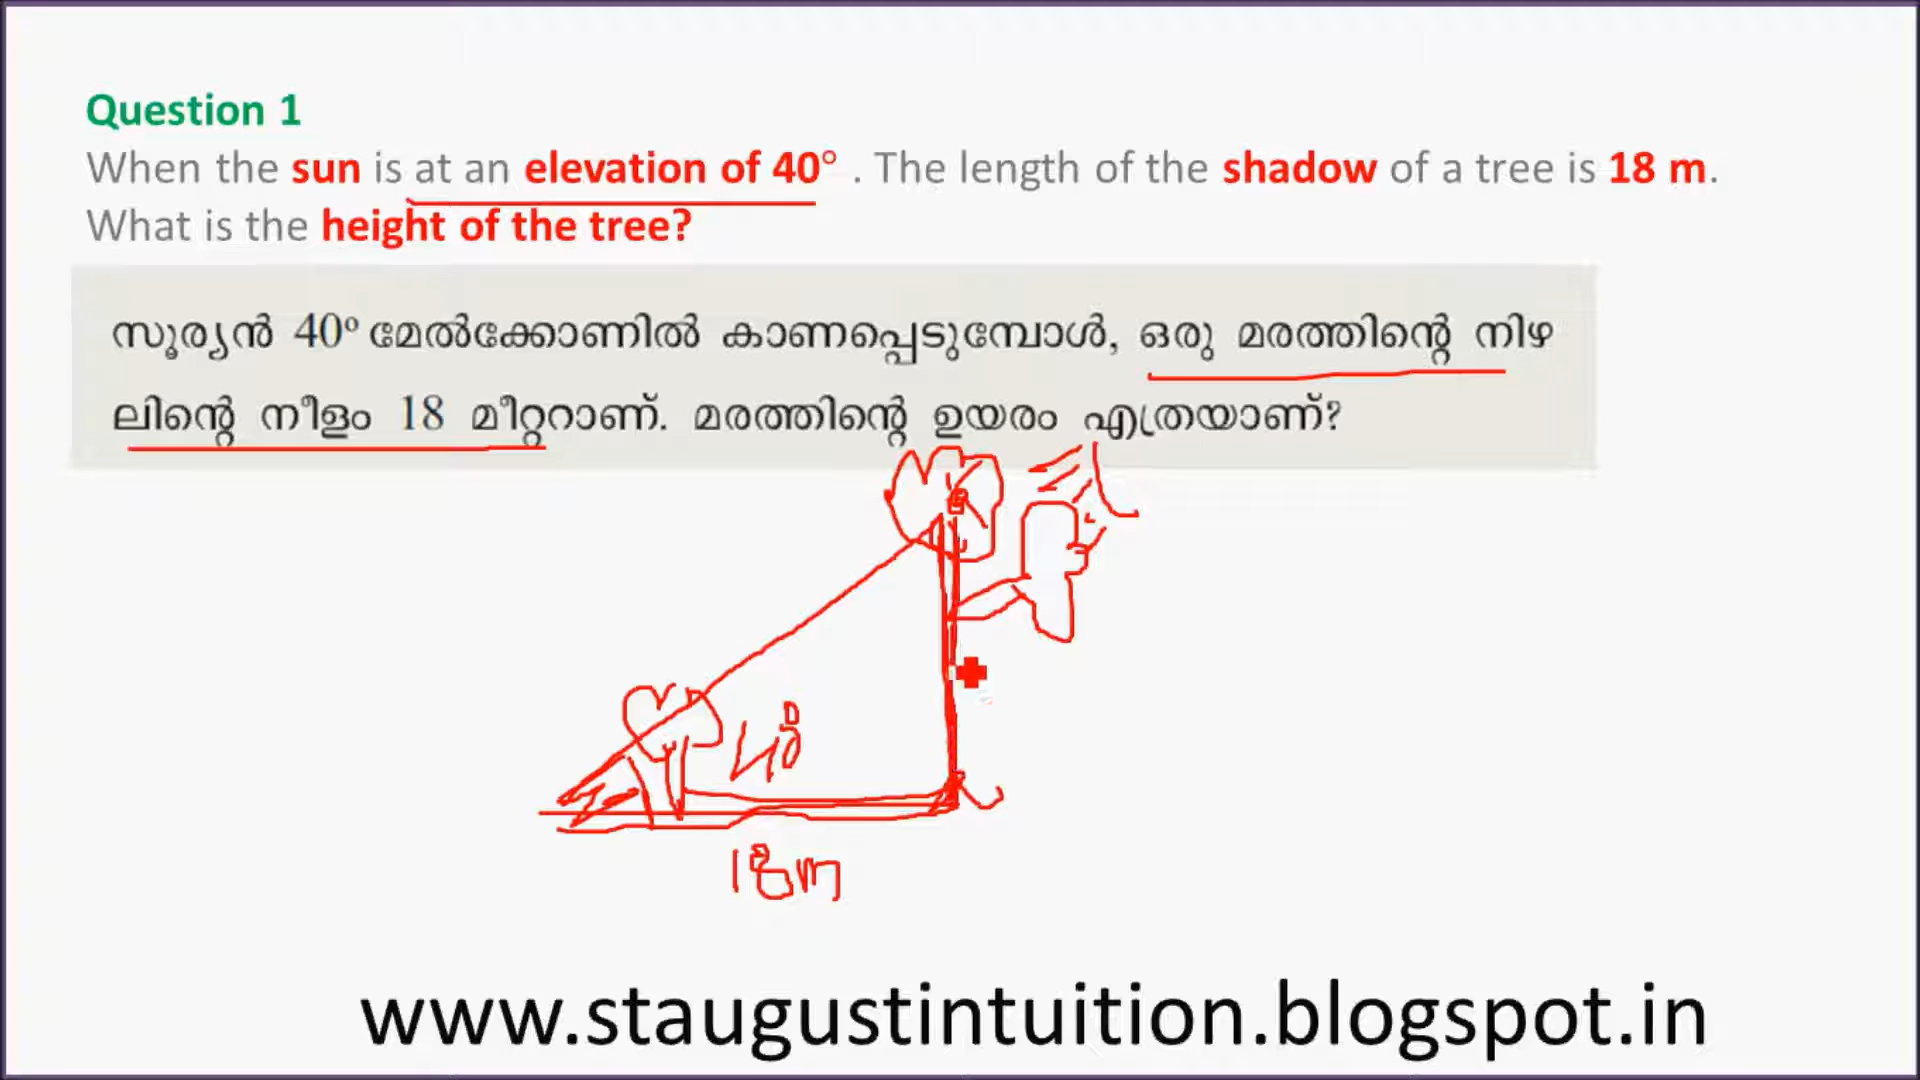 Question 1
When the sun is at an elevation of 40° . The length of the shadow of a tree is 18 m.
What is the height of the tree?
സൂര്യൻ 40° മേൽക്കോണിൽ കാണപ്പെടുമ്പോൾ, ഒരു മരത്തിന്റെ നിഴ
ലിന്റെ നീളം 18 മീറ്ററാണ്. മരത്തിന്റെ ഉയരം എത്രയാണ്?
40°
18m
www.staugustintuition.blogspot.in